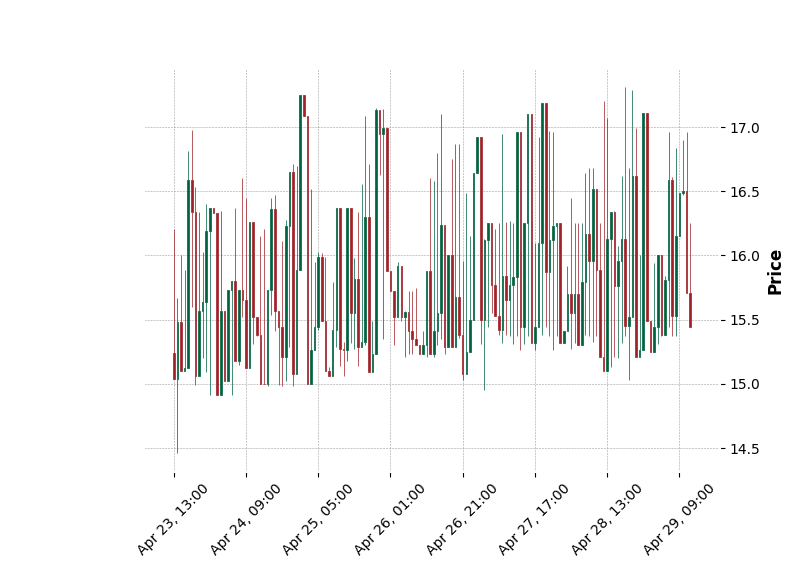 17.0
16.5
16.0
15.5
15.0
14.5
Price
Apr 23, 13:00
Apr 24, 09:00
Apr 25, 05:00
Apr 26, 01:00
Apr 26, 21:00
Apr 27, 17:00
Apr 28, 13:00
Apr 29, 09:00